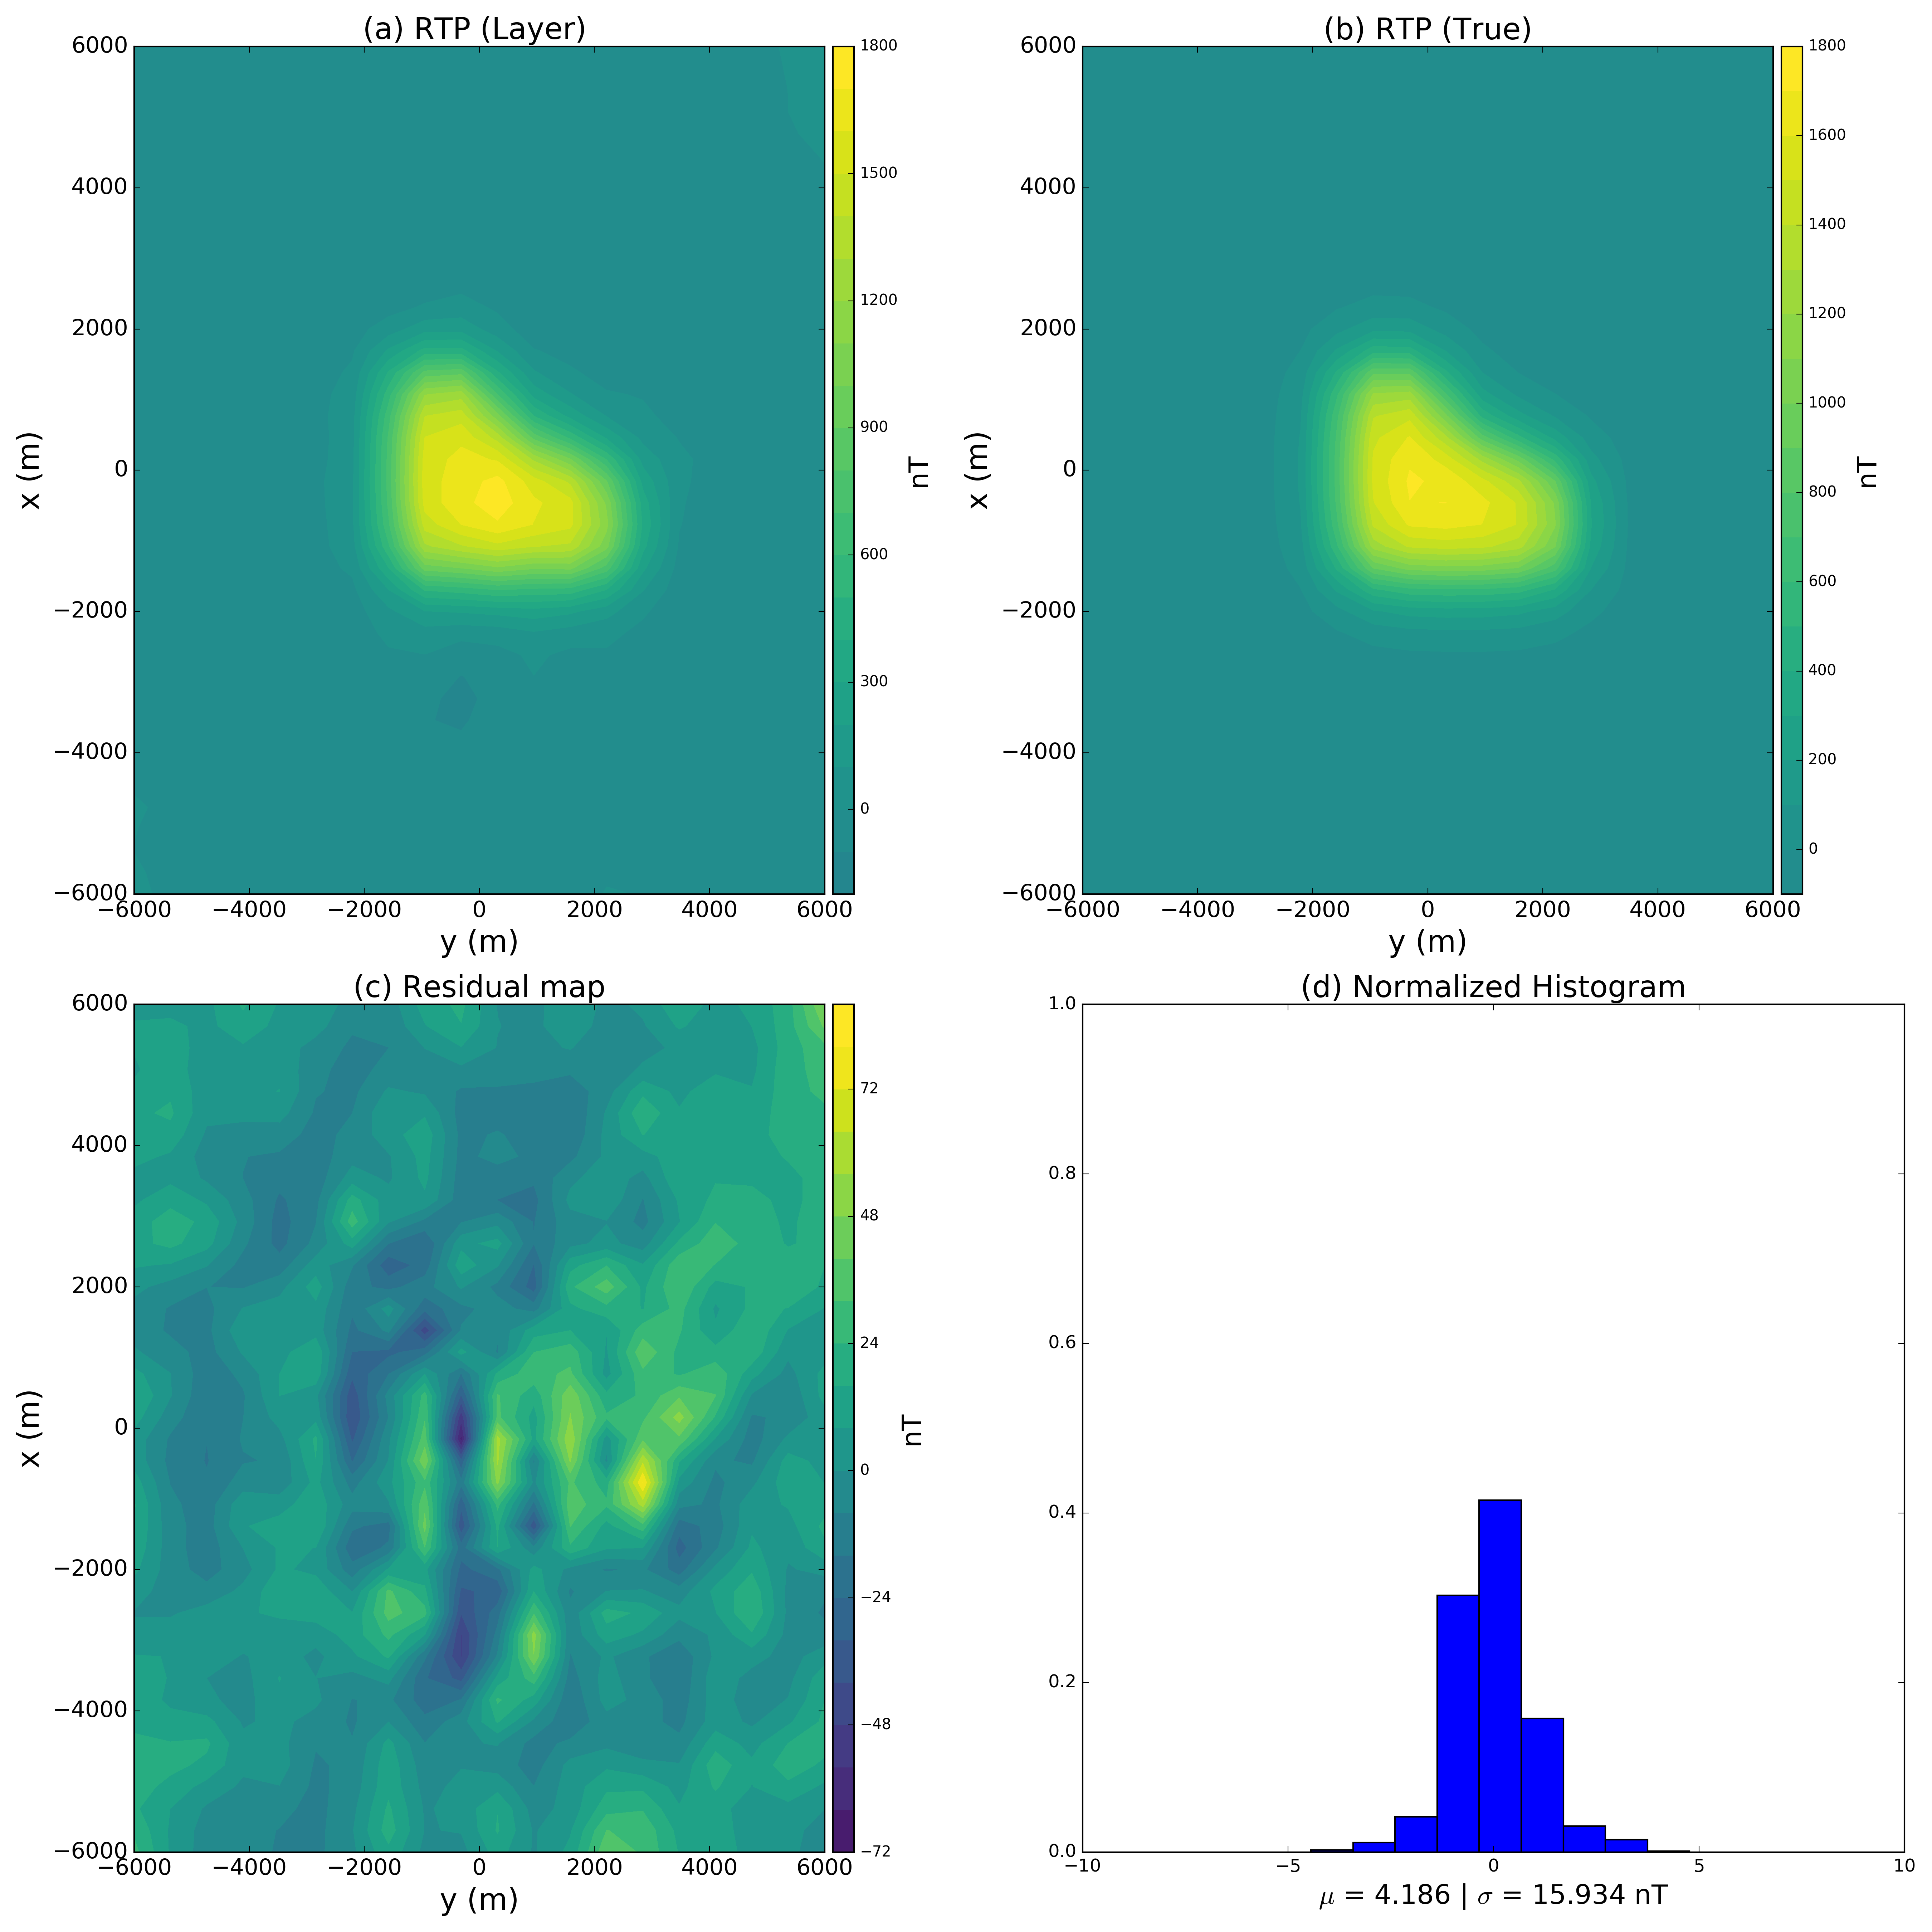 (a) RTP (Layer)
6000
4000
2000
0
−2000
−4000
−6000
x (m)
−6000 −4000 −2000 0 2000 4000 6000
y (m)
1800
1500
1200
900
600
300
0
nT
(b) RTP (True)
6000
4000
2000
0
−2000
−4000
−6000
x (m)
−6000 −4000 −2000 0 2000 4000 6000
y (m)
1800
1600
1400
1200
1000
800
600
400
200
0
nT
(c) Residual map
6000
4000
2000
0
−2000
−4000
−6000
x (m)
−6000 −4000 −2000 0 2000 4000 6000
y (m)
72
48
24
0
−24
−48
−72
nT
(d) Normalized Histogram
1.0
0.8
0.6
0.4
0.2
0.0
−10 −5 0 5 10
μ = 4.186 | σ = 15.934 nT